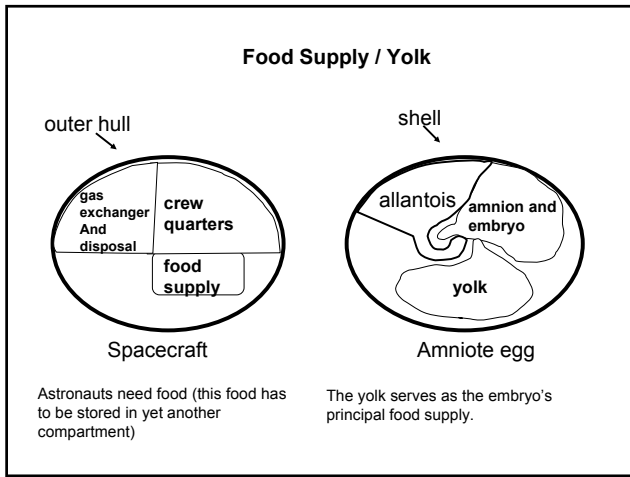 Food Supply / Yolk
outer hull
gas
exchanger
And
disposal
crew
quarters
food
supply
Spacecraft
shell
allantois
amnion and
embryo
yolk
Amniote egg
Astronauts need food (this food has
to be stored in yet another
compartment)
The yolk serves as the embryo's
principal food supply.